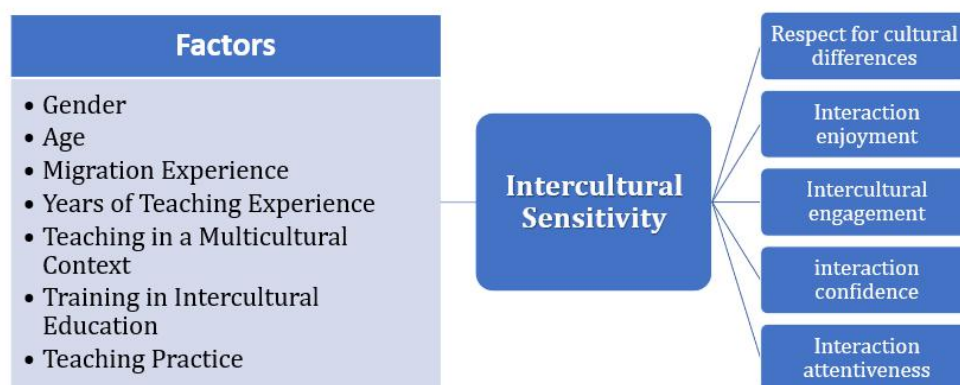 Factors
• Gender
• Age
• Migration Experience
• Years of Teaching Experience
• Teaching in a Multicultural
Context
• Training in Intercultural
Education
• Teaching Practice
Intercultural
Sensitivity
Respect for cultural
differences
Interaction
enjoyment
Intercultural
engagement
interaction
confidence
Interaction
attentiveness